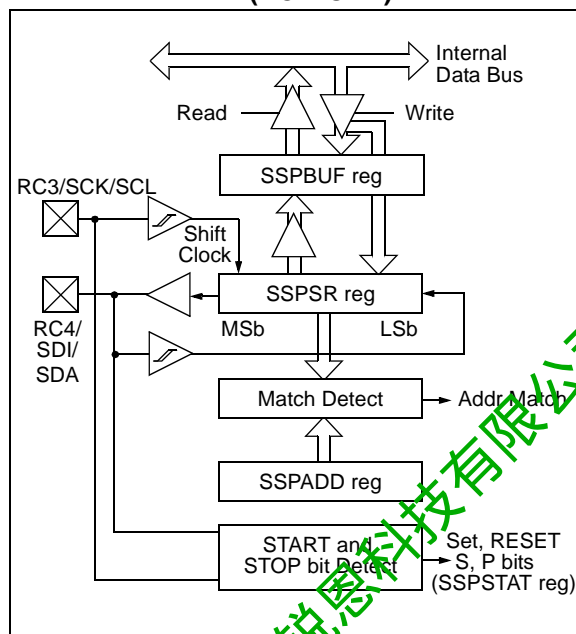 Internal
Data Bus
Read
Write
SSPBUF reg
RC3/SCK/SCL
Shift
Clock
SSPSR reg
MSb
LSb
RC4/
SDI/
SDA
Match Detect
Addr Match
SSPADD reg
START and
STOP bit Detect
Set, RESET
S, P bits
(SSPSTAT reg)
锐恩科技有限公